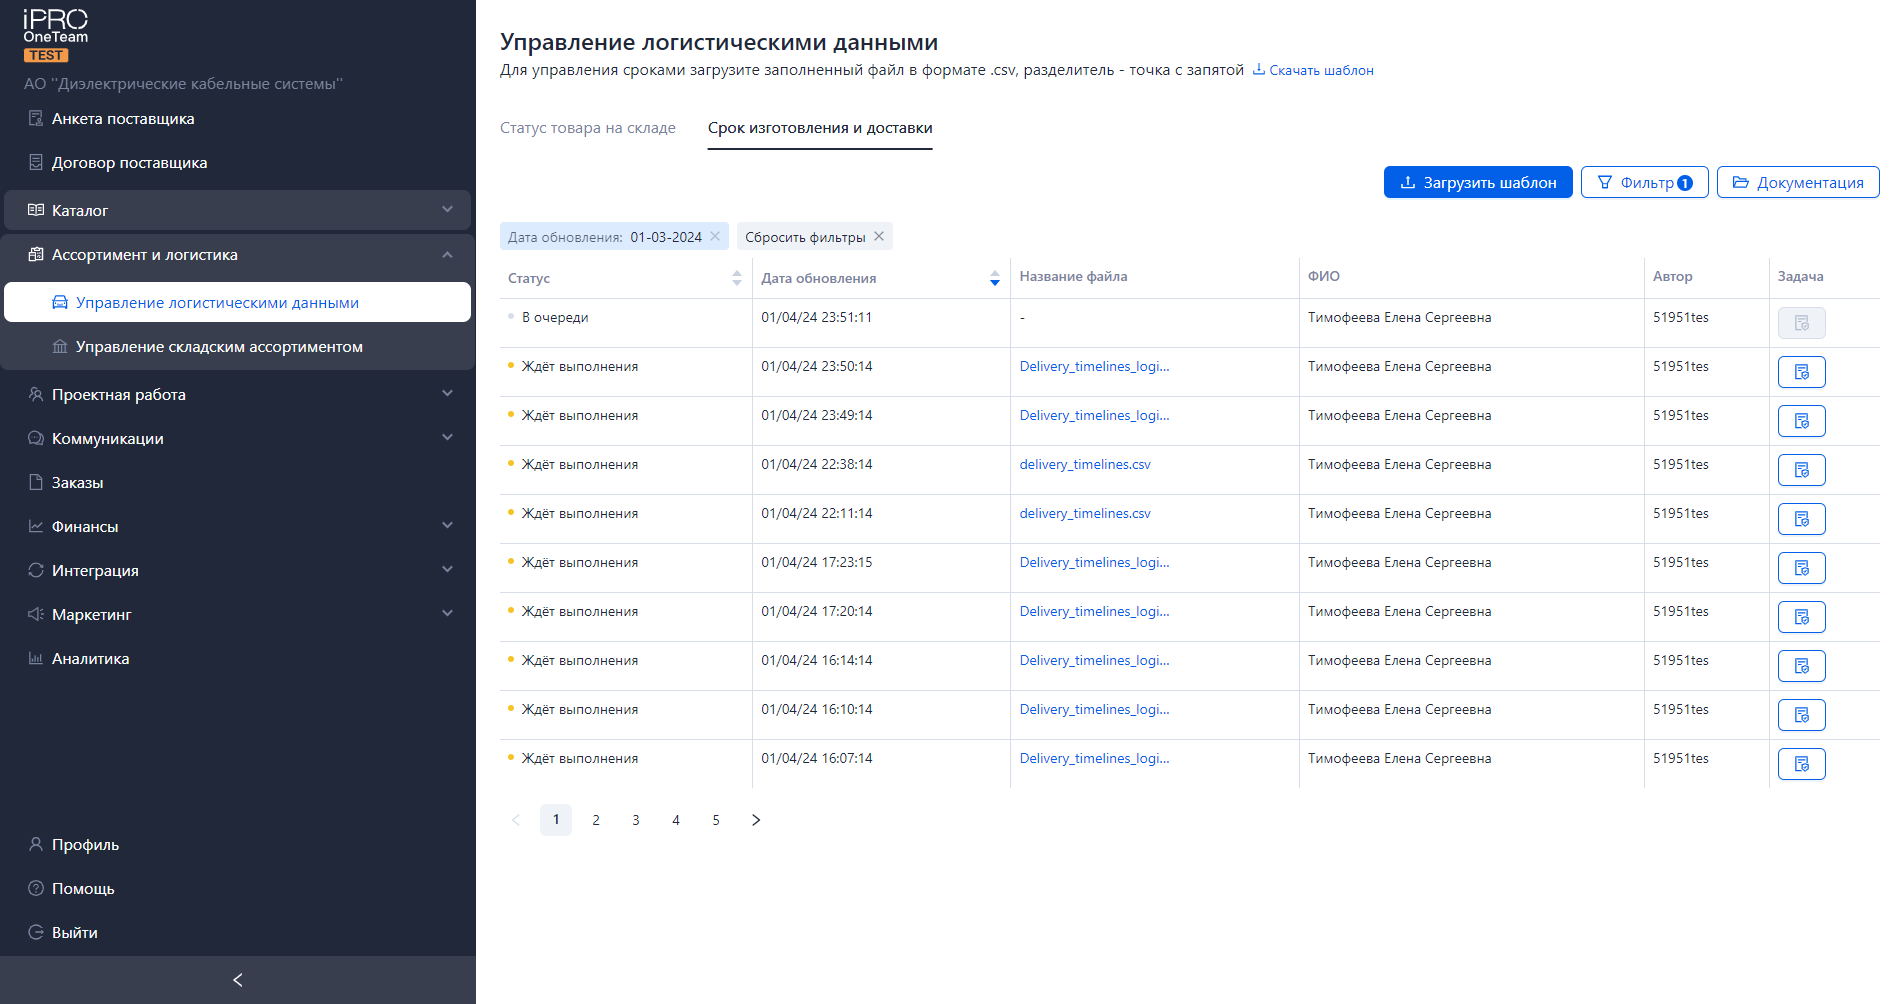 iPRO
OneTeam
TEST
АО ''Диэлектрические кабельные системы''
Анкета поставщика
Договор поставщика
Каталог
Ассортимент и логистика
Управление логистическими данными
Управление складским ассортиментом
Проектная работа
Коммуникации
Заказы
Финансы
Интеграция
Маркетинг
Аналитика
Профиль
Помощь
Выйти
Управление логистическими данными
Для управления сроками загрузите заполненный файл в формате .csv, разделитель - точка с запятой Скачать шаблон
Статус товара на складе Срок изготовления и доставки
Загрузить шаблон Фильтр 1 Документация
Дата обновления: 01-03-2024 Сбросить фильтры
Статус Дата обновления Название файла ФИО Автор Задача
В очереди 01/04/24 23:51:11 - Тимофеева Елена Сергеевна 51951tes
Ждёт выполнения 01/04/24 23:50:14 Delivery_timelines_logi... Тимофеева Елена Сергеевна 51951tes
Ждёт выполнения 01/04/24 23:49:14 Delivery_timelines_logi... Тимофеева Елена Сергеевна 51951tes
Ждёт выполнения 01/04/24 22:38:14 delivery_timelines.csv Тимофеева Елена Сергеевна 51951tes
Ждёт выполнения 01/04/24 22:11:14 delivery_timelines.csv Тимофеева Елена Сергеевна 51951tes
Ждёт выполнения 01/04/24 17:23:15 Delivery_timelines_logi... Тимофеева Елена Сергеевна 51951tes
Ждёт выполнения 01/04/24 17:20:14 Delivery_timelines_logi... Тимофеева Елена Сергеевна 51951tes
Ждёт выполнения 01/04/24 16:14:14 Delivery_timelines_logi... Тимофеева Елена Сергеевна 51951tes
Ждёт выполнения 01/04/24 16:10:14 Delivery_timelines_logi... Тимофеева Елена Сергеевна 51951tes
Ждёт выполнения 01/04/24 16:07:14 Delivery_timelines_logi... Тимофеева Елена Сергеевна 51951tes
1 2 3 4 5